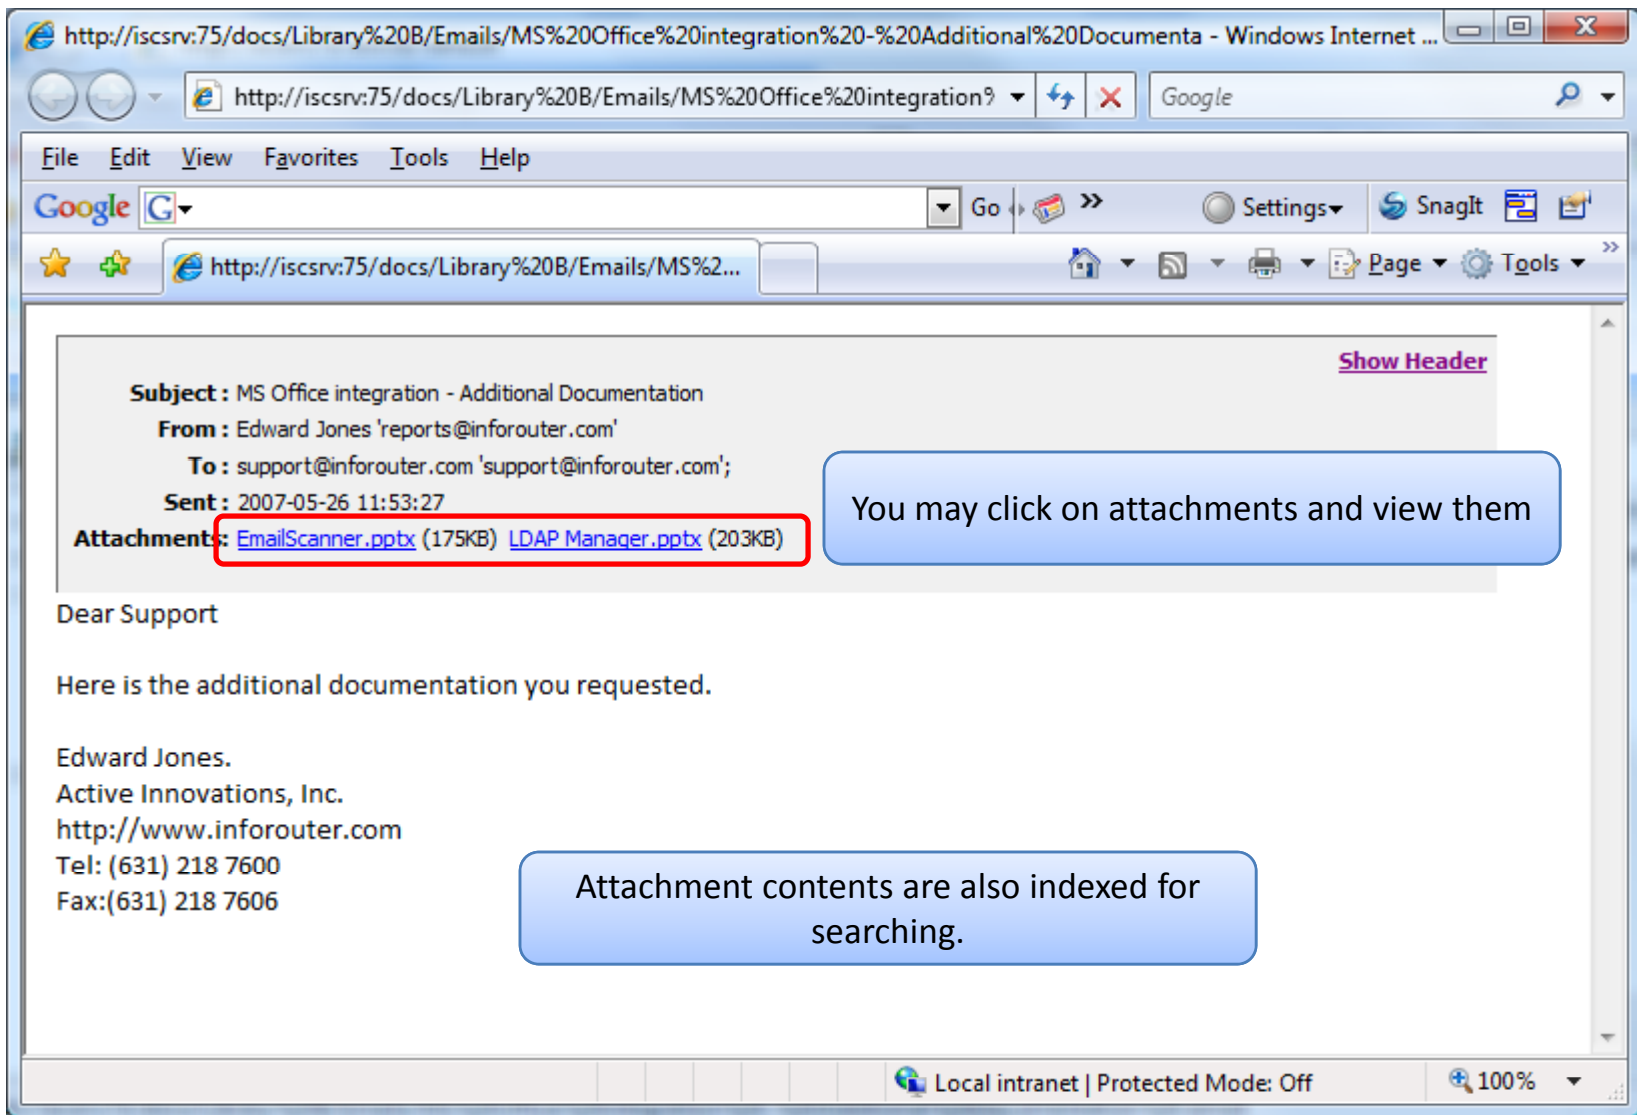 http://iscsrv:75/docs/Library%20B/Emails/MS%20Office%20integration%20-%20Additional%20Documenta - Windows Internet ...
http://iscsrv:75/docs/Library%20B/Emails/MS%20Office%20integration%
Google
File Edit View Favorites Tools Help
Google G Go » Settings SnagIt
http://iscsrv:75/docs/Library%20B/Emails/MS%2... Page Tools »
Show Header
Subject : MS Office integration - Additional Documentation
From : Edward Jones 'reports@inforouter.com'
To : support@inforouter.com 'support@inforouter.com';
Sent : 2007-05-26 11:53:27
Attachments: EmailScanner.pptx (175KB) LDAP Manager.pptx (203KB)
You may click on attachments and view them
Dear Support
Here is the additional documentation you requested.
Edward Jones.
Active Innovations, Inc.
http://www.inforouter.com
Tel: (631) 218 7600
Fax:(631) 218 7606
Attachment contents are also indexed for
searching.
Local intranet | Protected Mode: Off
100%